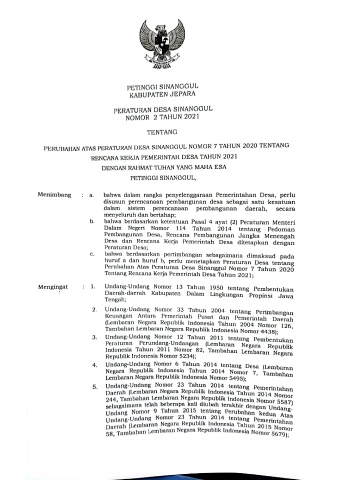 PETINGGI SINANGGUL
KABUPATEN JEPARA
PERATURAN DESA SINANGGUL
NOMOR 2 TAHUN 2021
TENTANG
PERUBAHAN ATAS PERATURAN DESA SINANGGUL NOMOR 7 TAHUN 2020 TENTANG
RENCANA KERJA PEMERINTAH DESA TAHUN 2021
DENGAN RAHMAT TUHAN YANG MAHA ESA
PETINGGI SINANGGUL,
Menimbang : a. bahwa dalam rangka penyelenggaraan Pemerintahan Desa, perlu
disusun perencanaan pembangunan desa sebagai satu kesatuan
dalam sistem perencanaan pembangunan daerah, secara
menyeluruh dan bertahap;
b. bahwa berdasarkan ketentuan Pasal 4 ayat (2) Peraturan Menteri
Dalam Negeri Nomor 114 Tahun 2014 tentang Pedoman
Pembangunan Desa, Rencana Pembangunan Jangka Menengah
Desa dan Rencana Kerja Pemerintah Desa ditetapkan dengan
Peraturan Desa;
c. bahwa berdasarkan pertimbangan sebagaimana dimaksud pada
huruf a dan huruf b, perlu menetapkan Peraturan Desa tentang
Perubahan Atas Peraturan Desa Sinanggul Nomor 7 Tahun 2020
tentang Rencana Kerja Pemerintah Desa Tahun 2021;
Mengingat : 1. Undang-Undang Nomor 13 Tahun 1950 tentang Pembentukan
Daerah-daerah Kabupaten Dalam Lingkungan Propinsi Jawa
Tengah;
2. Undang-Undang Nomor 33 Tahun 2004 tentang Perimbangan
Keuangan Antara Pemerintah Pusat dan Pemerintah Daerah
(Lembaran Negara Republik Indonesia Tahun 2004 Nomor 126,
Tambahan Lembaran Negara Republik Indonesia Nomor 4438);
3. Undang-Undang Nomor 12 Tahun 2011 tentang Pembentukan
Peraturan Perundang-Undangan (Lembaran Negara Republik
Indonesia Tahun 2011 Nomor 82, Tambahan Lembaran Negara
Republik Indonesia Nomor 5234);
4. Undang-Undang Nomor 6 Tahun 2014 tentang Desa (Lembaran
Negara Republik Indonesia Tahun 2014 Nomor 7, Tambahan
Lembaran Negara Republik Indonesia Nomor 5495);
5. Undang-Undang Nomor 23 Tahun 2014 tentang Pemerintahan
Daerah (Lembaran Negara Republik Indonesia Tahun 2014 Nomor
244, Tambahan Lembaran Negara Republik Indonesia Nomor 5587)
sebagaimana telah beberapa kali diubah terakhir dengan Undang-
Undang Nomor 9 Tahun 2015 tentang Perubahan kedua Atas
Undang-Undang Nomor 23 Tahun 2014 tentang Pemerintahan
Daerah (Lembaran Negara Republik Indonesia Tahun 2015 Nomor
58, Tambahan Lembaran Negara Republik Indonesia Nomor 5679);